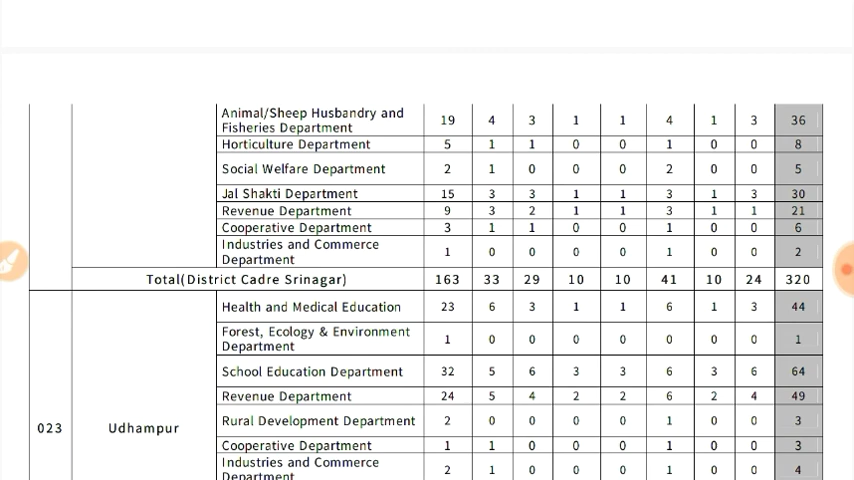 Animal/Sheep Husbandry and
Fisheries Department 19 4 3 1 1 4 1 3 36
Horticulture Department 5 1 1 0 0 1 0 0 8
Social Welfare Department 2 1 0 0 0 2 0 0 5
Jal Shakti Department 15 3 3 1 1 3 1 3 30
Revenue Department 9 3 2 1 1 3 1 1 21
Cooperative Department 3 1 1 0 0 1 0 0 6
Industries and Commerce
Department 1 0 0 0 0 1 0 0 2
Total(District Cadre Srinagar) 163 33 29 10 10 41 10 24 320
Health and Medical Education 23 6 3 1 1 6 1 3 44
Forest, Ecology & Environment
Department 1 0 0 0 0 0 0 0 1
School Education Department 32 5 6 3 3 6 3 6 64
Revenue Department 24 5 4 2 2 6 2 4 49
023 Udhampur Rural Development Department 2 0 0 0 0 1 0 0 3
Cooperative Department 1 1 0 0 0 1 0 0 3
Industries and Commerce
Department 2 1 0 0 0 1 0 0 4